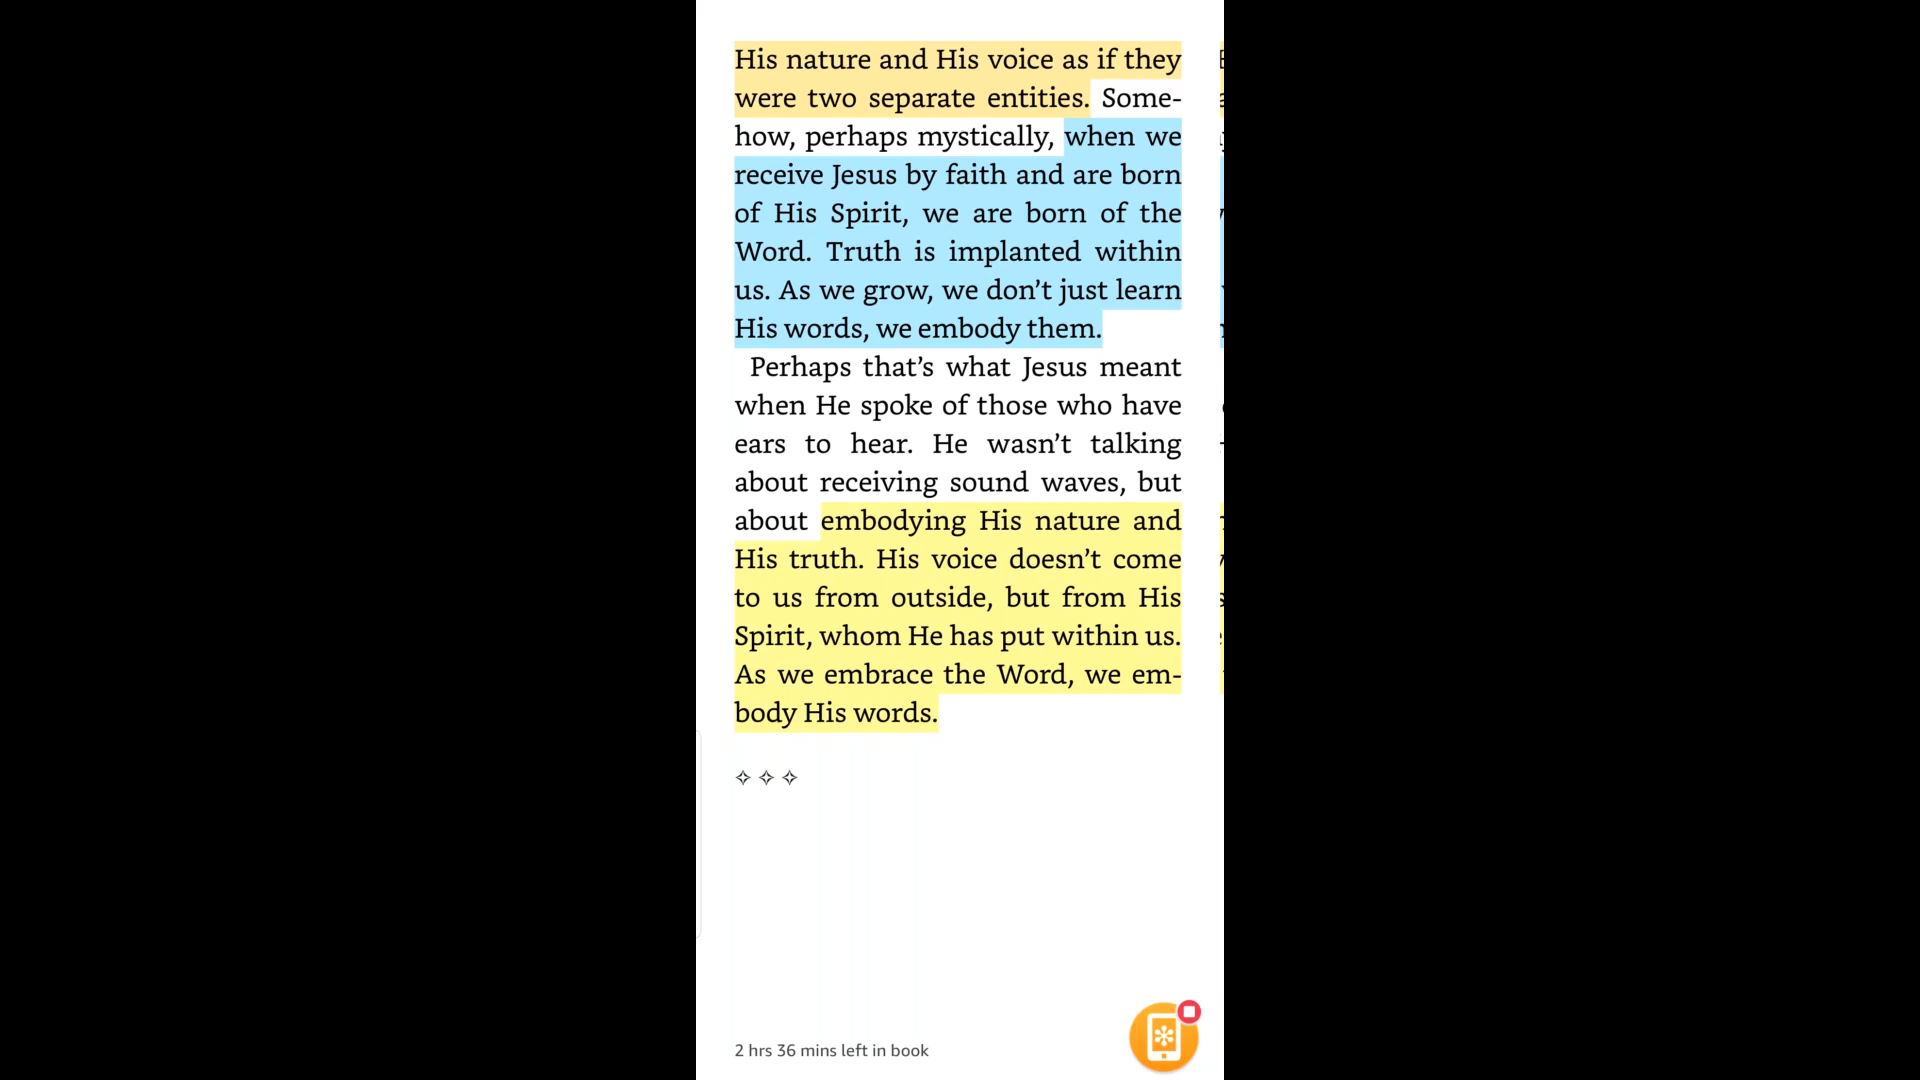 His nature and His voice as if they
were two separate entities. Some-
how, perhaps mystically, when we
receive Jesus by faith and are born
of His Spirit, we are born of the
Word. Truth is implanted within
us. As we grow, we don’t just learn
His words, we embody them.
Perhaps that’s what Jesus meant
when He spoke of those who have
ears to hear. He wasn’t talking
about receiving sound waves, but
about embodying His nature and
His truth. His voice doesn’t come
to us from outside, but from His
Spirit, whom He has put within us.
As we embrace the Word, we em-
body His words.
2 hrs 36 mins left in book